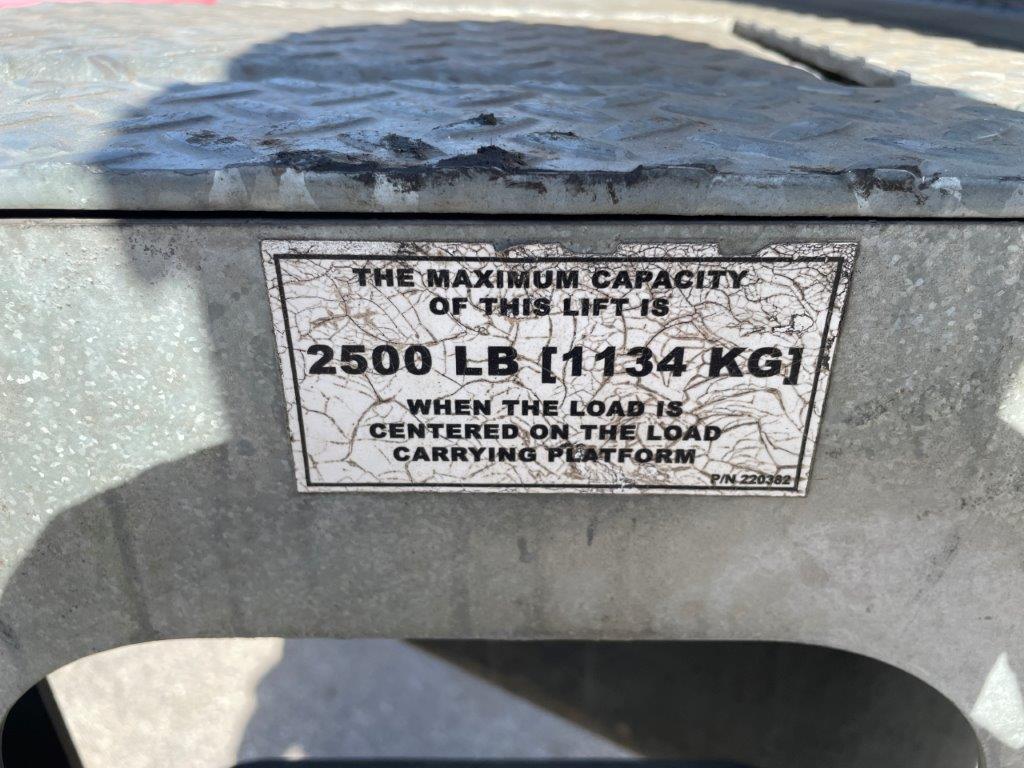 THE MAXIMUM CAPACITY
OF THIS LIFT IS
2500 LB [1134 KG]
WHEN THE LOAD IS
CENTERED ON THE LOAD
CARRYING PLATFORM
P/N 220382